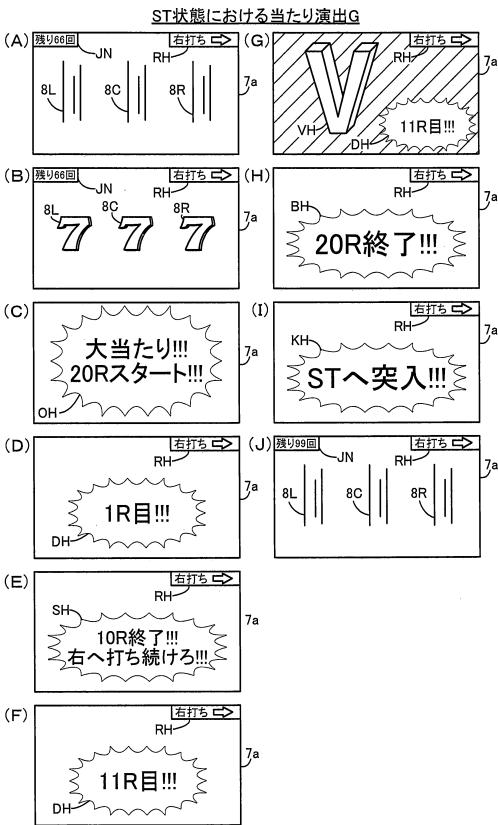 ST状態における当たり演出G
(A)
残り66回
JN
右打ち
RH
8L
8C
8R
7a
(B)
残り66回
JN
右打ち
RH
8L
8C
8R
7 7 7
7a
(C)
大当たり!!!
20Rスタート!!!
OH
7a
(D)
右打ち
RH
1R目!!!
DH
7a
(E)
右打ち
RH
SH
10R終了!!!
右へ打ち続けろ!!!
7a
(F)
右打ち
RH
11R目!!!
DH
7a
(G)
右打ち
RH
V
VH
11R目!!!
DH
7a
(H)
右打ち
RH
BH
20R終了!!!
7a
(I)
右打ち
RH
KH
STへ突入!!!
7a
(J)
残り99回
JN
右打ち
RH
8L
8C
8R
7a